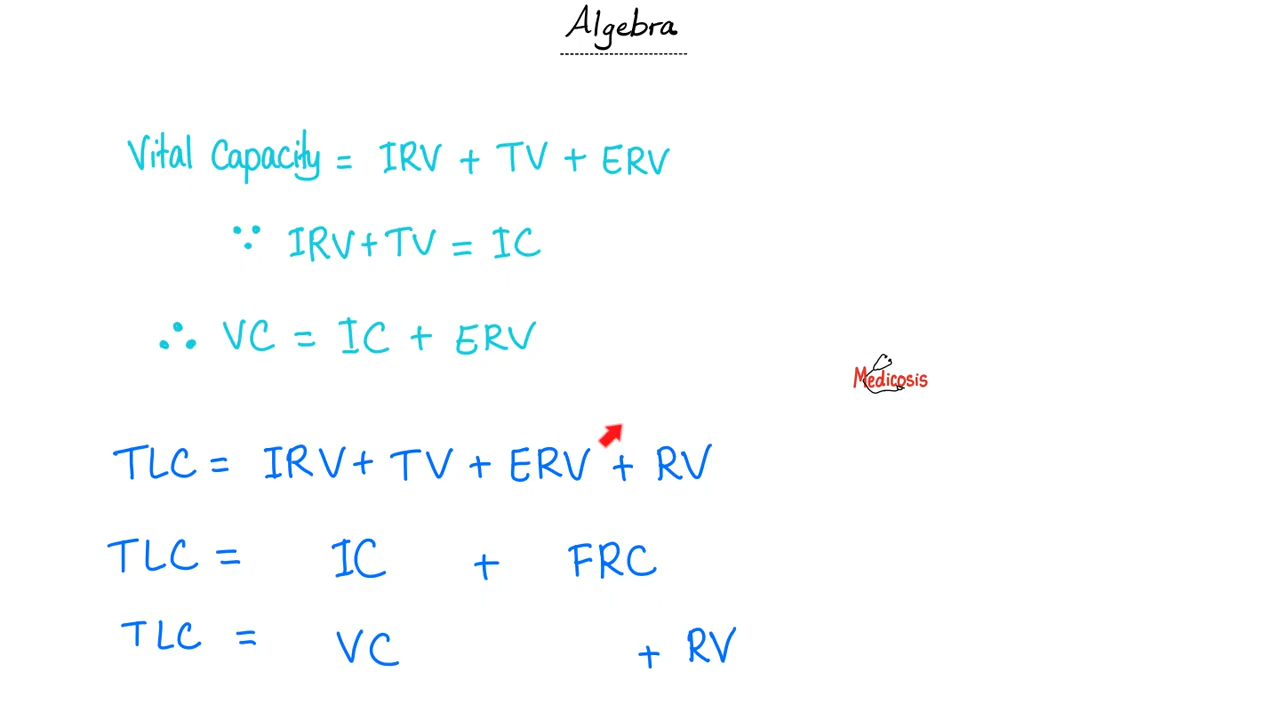 Algebra
Vital Capacity = IRV + TV + ERV
∵ IRV + TV = IC
∴ VC = IC + ERV
Medicosis
TLC = IRV + TV + ERV + RV
TLC = IC + FRC
TLC = VC + RV